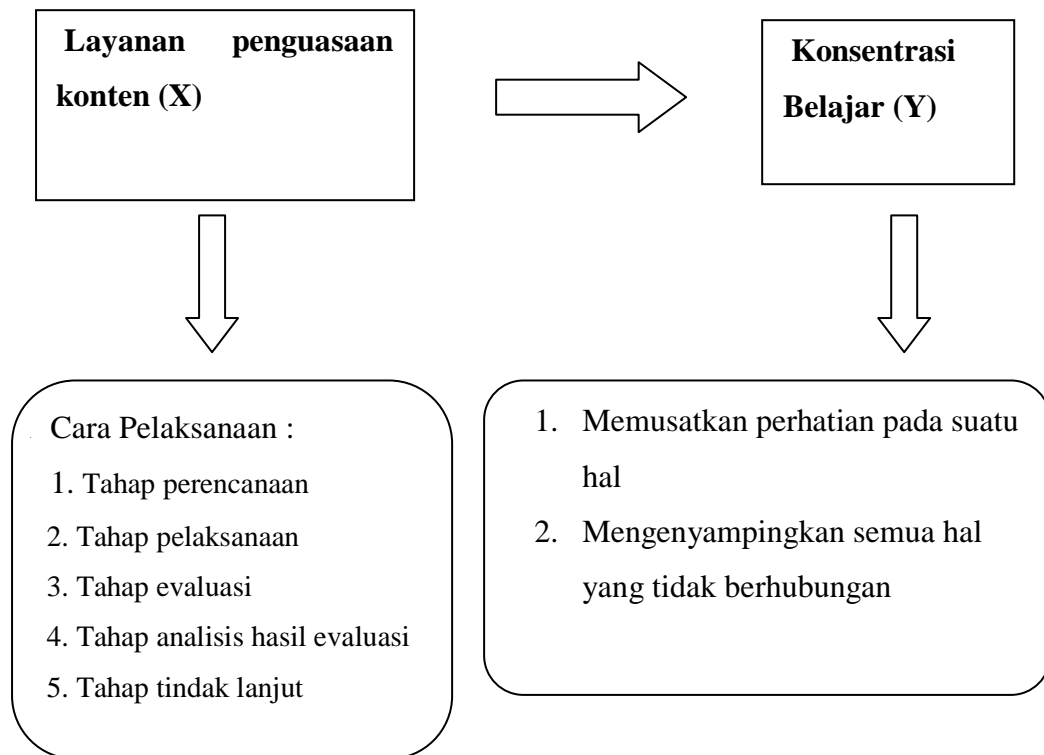 Layanan penguasaan
konten (X)
Konsentrasi
Belajar (Y)
Cara Pelaksanaan :
1. Tahap perencanaan
2. Tahap pelaksanaan
3. Tahap evaluasi
4. Tahap analisis hasil evaluasi
5. Tahap tindak lanjut
1. Memusatkan perhatian pada suatu
hal
2. Mengenyampingkan semua hal
yang tidak berhubungan